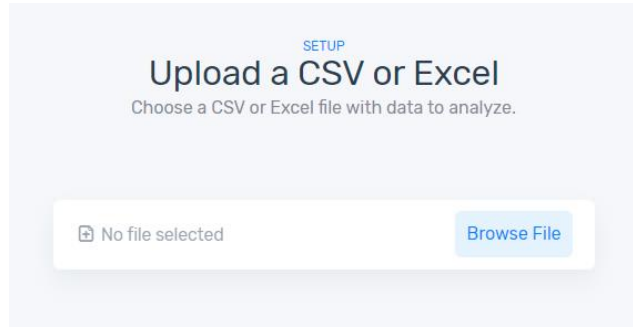 SETUP
Upload a CSV or Excel
Choose a CSV or Excel file with data to analyze.
No file selected
Browse File